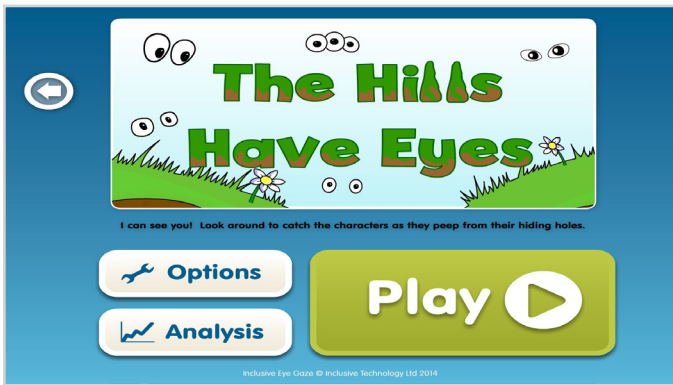 The Hills
Have Eyes
I can see you! Look around to catch the characters as they peep from their hiding holes.
Options
Play
Analysis
Inclusive Eye Gaze © Inclusive Technology Ltd 2014